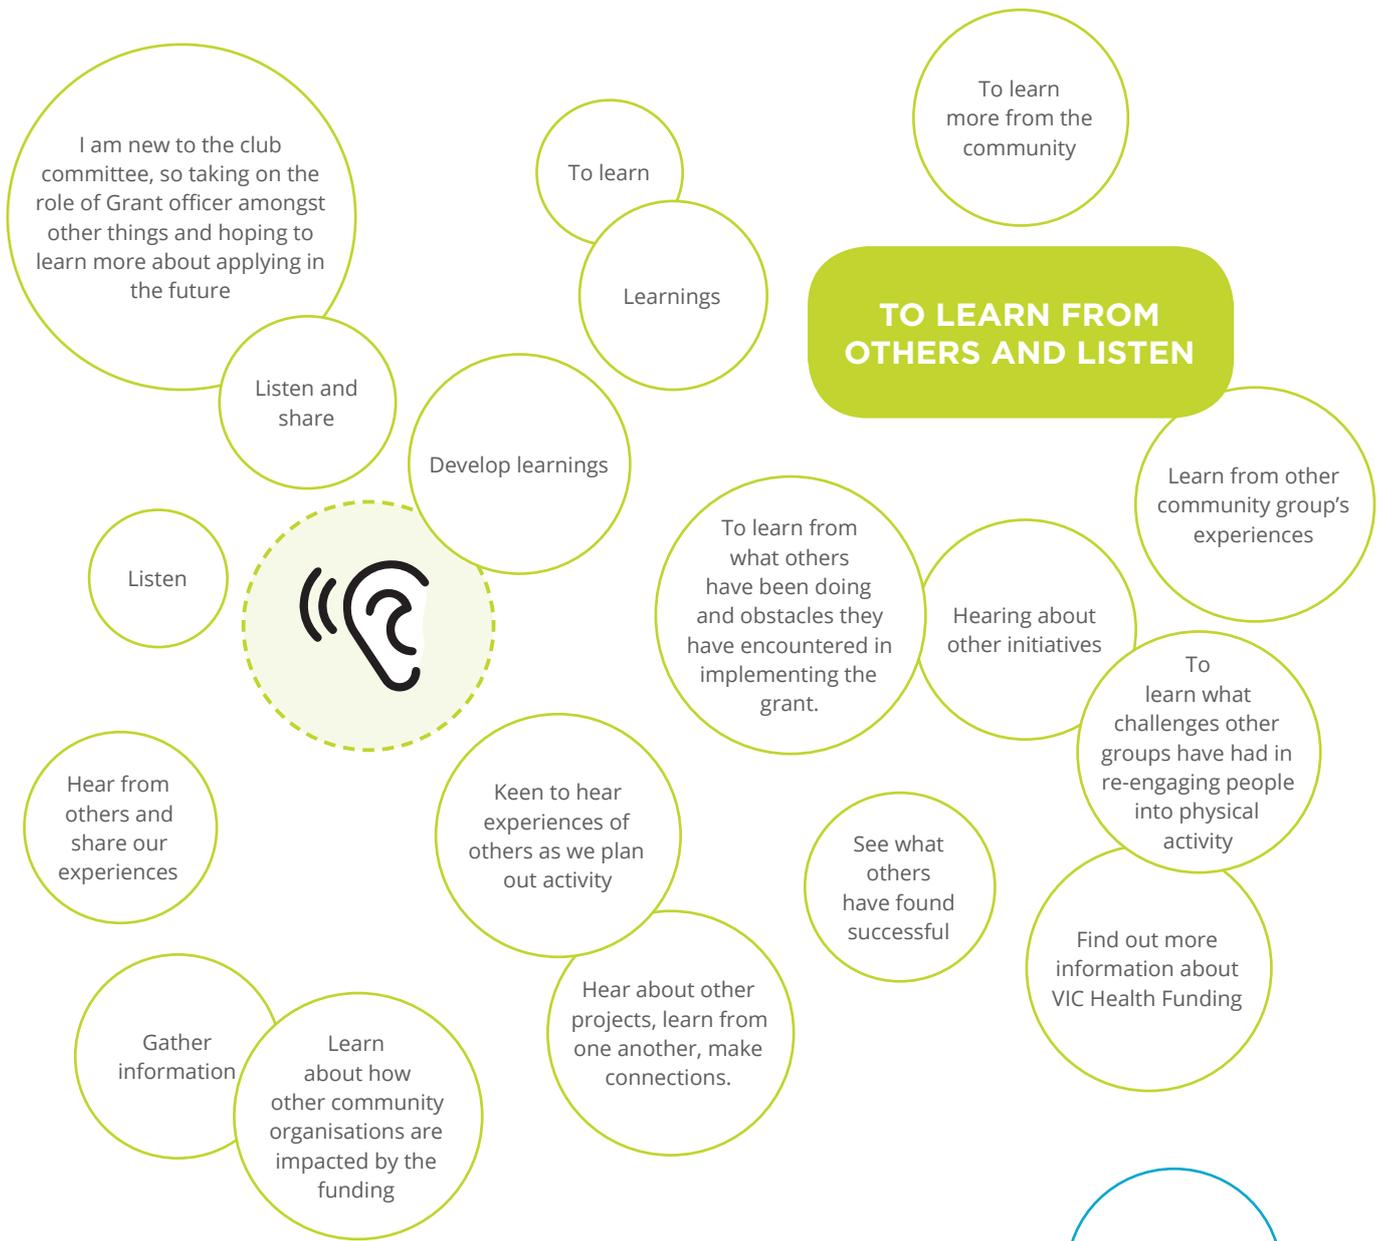 To learn
more from the
community
I am new to the club
committee, so taking on the
role of Grant officer amongst
other things and hoping to
learn more about applying in
the future
To learn
Learnings
TO LEARN FROM
OTHERS AND LISTEN
Listen and
share
Develop learnings
Learn from other
community group’s
experiences
Listen
To learn from
what others
have been doing
and obstacles they
have encountered in
implementing the
grant.
Hearing about
other initiatives
To
learn what
challenges other
groups have had in
re-engaging people
into physical
activity
Hear from
others and
share our
experiences
Keen to hear
experiences of
others as we plan
out activity
See what
others
have found
successful
Find out more
information about
VIC Health Funding
Hear about other
projects, learn from
one another, make
connections.
Gather
information
Learn
about how
other community
organisations are
impacted by the
funding